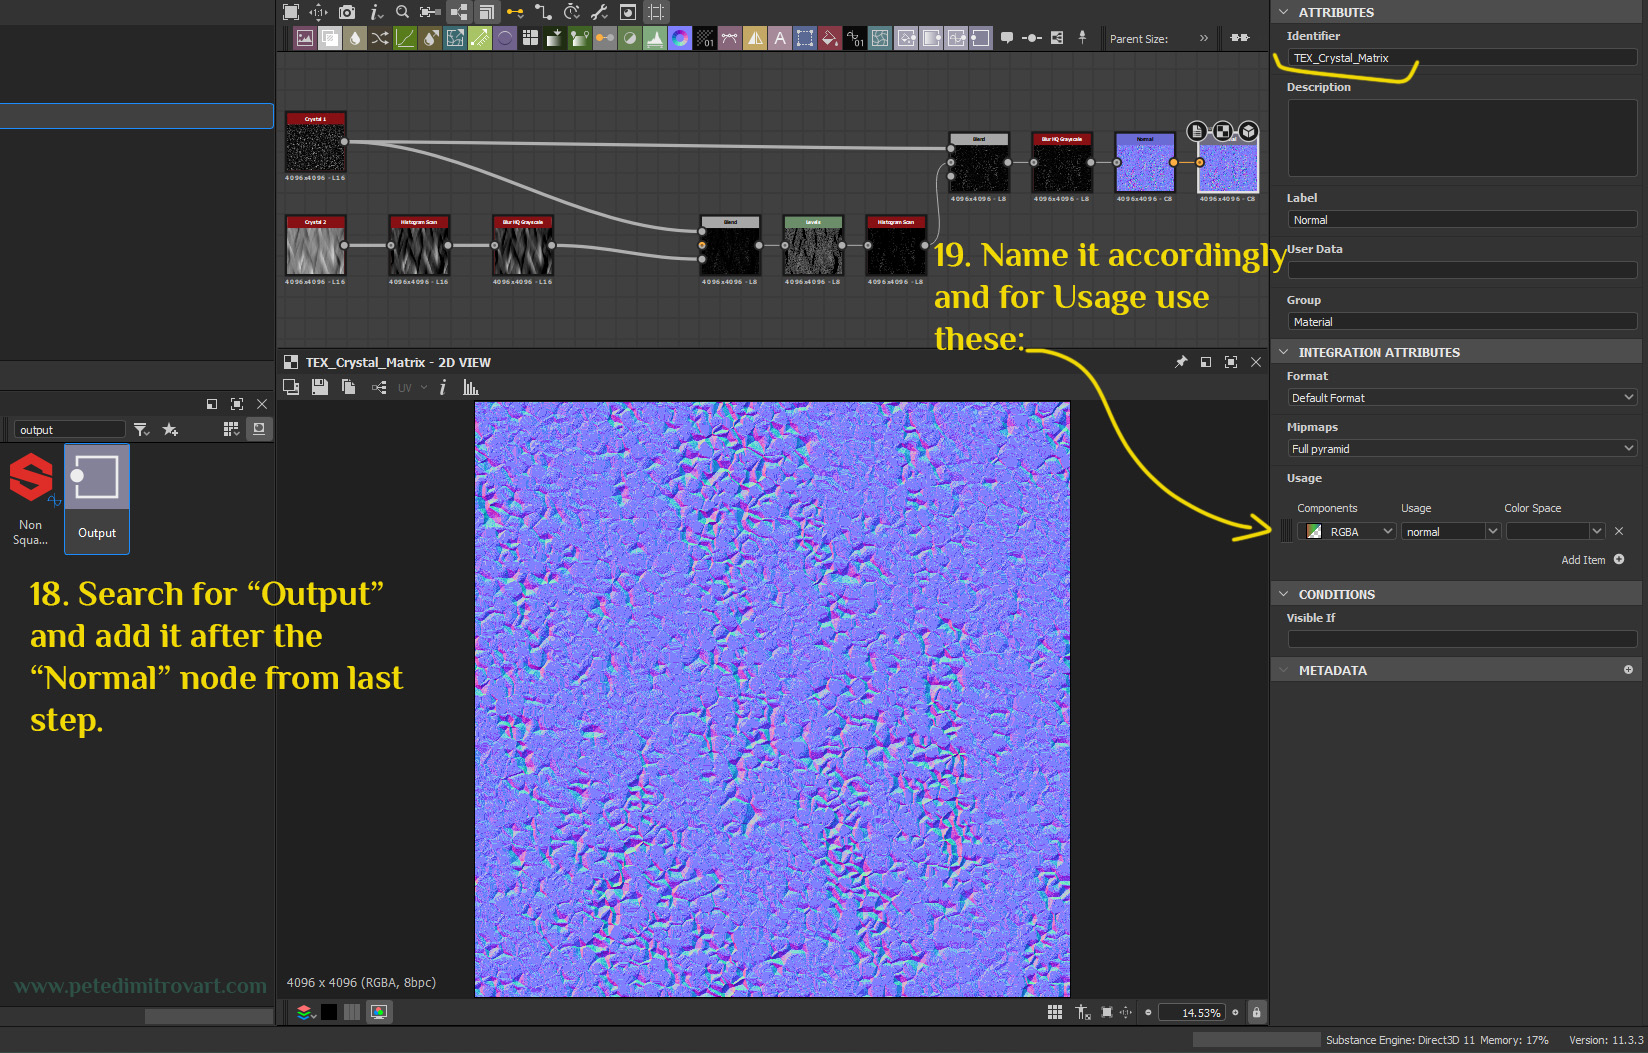 Parent Size:
Crystal 1
4096x4096 - L16
Crystal 2
4096x4096 - L16
Histogram Scan
4096x4096 - L16
Blur HQ Grayscale
4096x4096 - L16
Blend
4096x4096 - L8
Levels
4096x4096 - L8
Histogram Scan
4096x4096 - L8
Blend
4096x4096 - L8
Blur HQ Grayscale
4096x4096 - L8
Normal
4096x4096 - C8
4096x4096 - C8
19. Name it accordingly
and for Usage use
these:
TEX_Crystal_Matrix - 2D VIEW
UV
4096 x 4096 (RGBA, 8bpc)
14.53%
output
Non
Squa...
Output
18. Search for “Output”
and add it after the
“Normal” node from last
step.
www.petedimitrovart.com
ATTRIBUTES
Identifier
TEX_Crystal_Matrix
Description
Label
Normal
User Data
Group
Material
INTEGRATION ATTRIBUTES
Format
Default Format
Mipmaps
Full pyramid
Usage
Components Usage Color Space
RGBA normal
Add Item
CONDITIONS
Visible If
METADATA
Substance Engine: Direct3D 11 Memory: 17% Version: 11.3.3